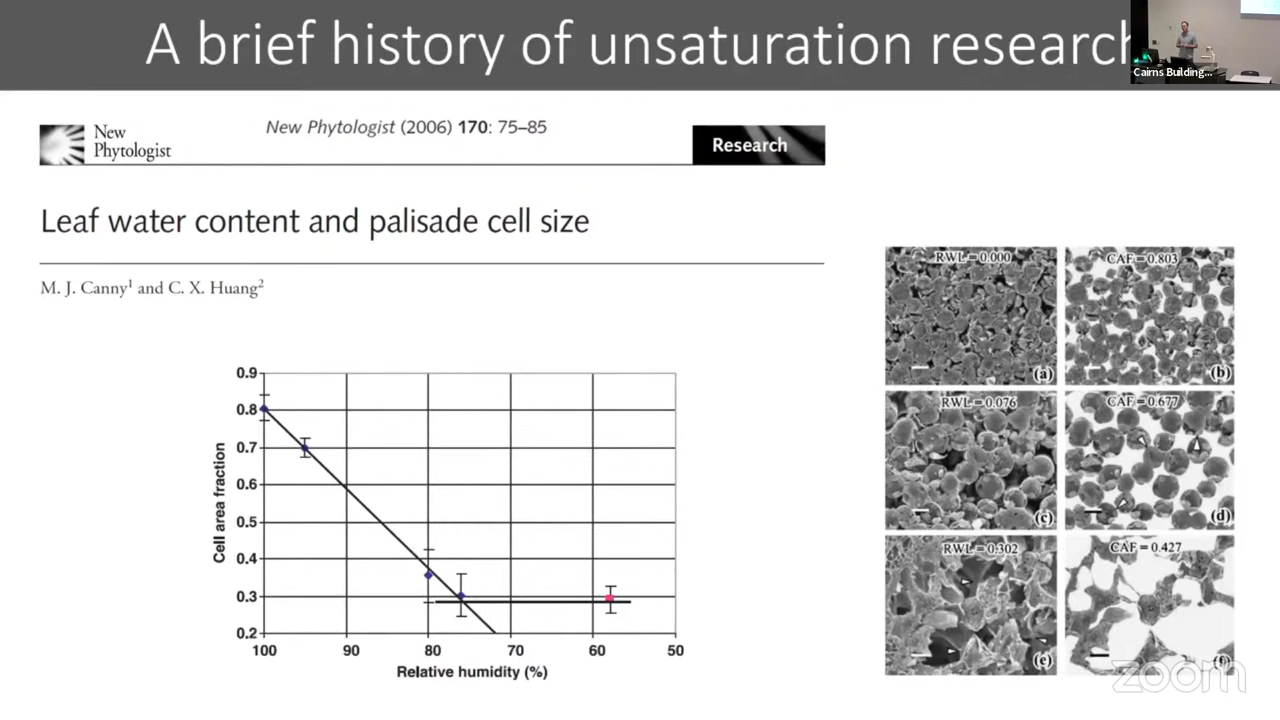 A brief history of unsaturation research
Cairns Building...
New
Phytologist
New Phytologist (2006) 170: 75–85
Research
Leaf water content and palisade cell size
M. J. Canny¹ and C. X. Huang²
0.9
0.8
0.7
0.6
0.5
0.4
0.3
0.2
Cell area fraction
100
90
80
70
60
50
Relative humidity (%)
RWL=0.000
(a)
CAF=0.803
(b)
RWL=0.076
(c)
CAF=0.677
(d)
RWL=0.302
(e)
CAF=0.427
(f)
zoom